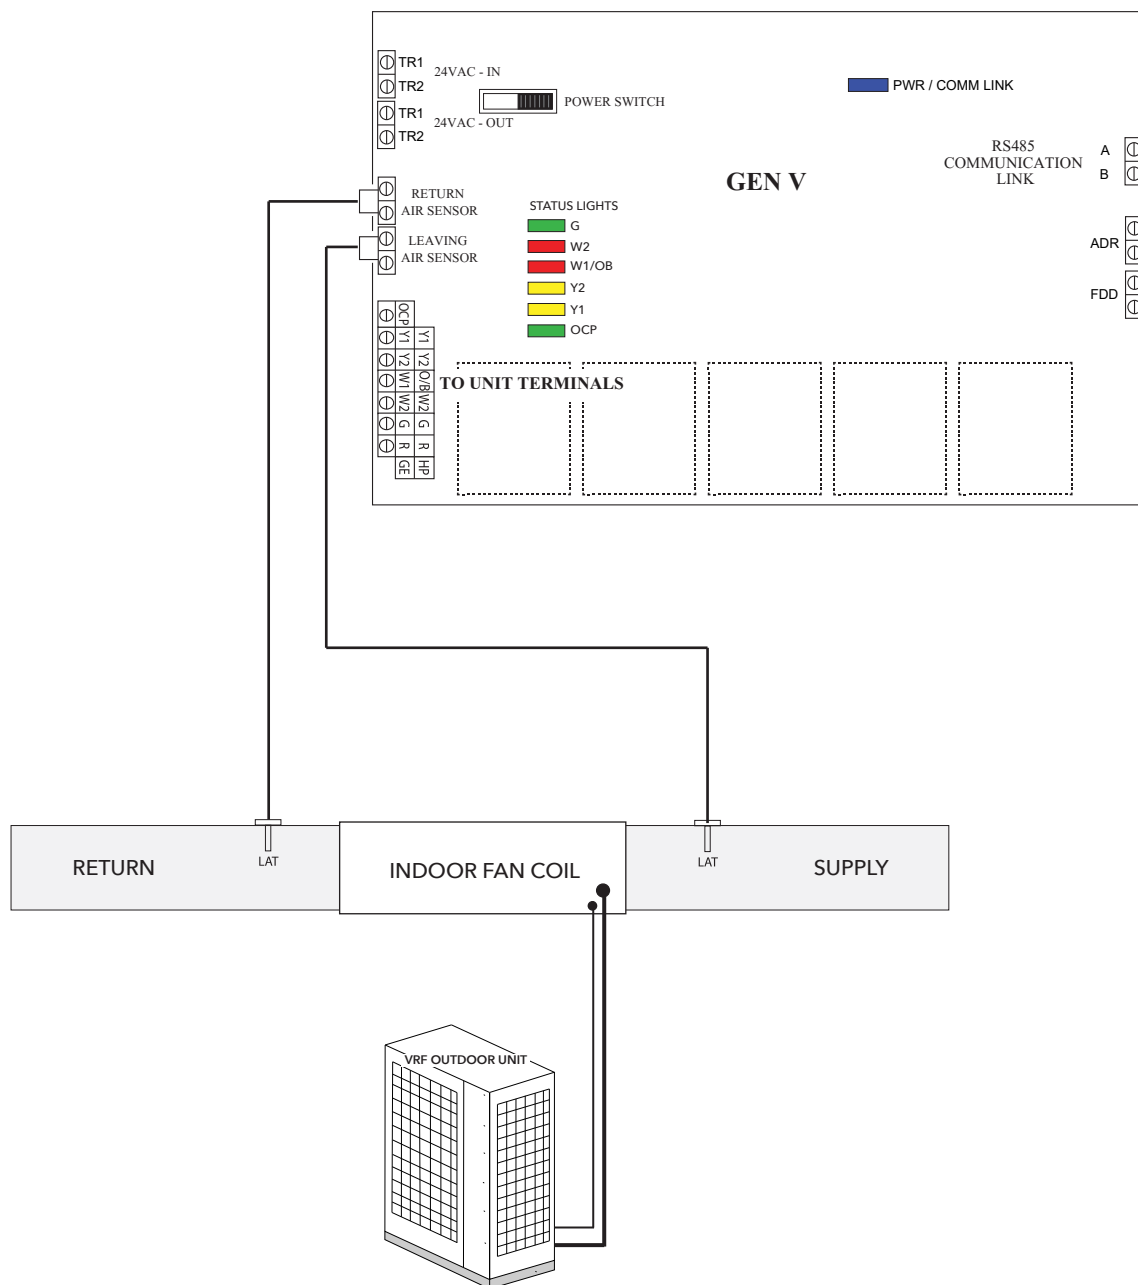 TR1
24VAC - IN
TR2
POWER SWITCH
TR1
24VAC - OUT
TR2
PWR / COMM LINK
RS485
COMMUNICATION
LINK
A
B
GEN V
RETURN
AIR SENSOR
LEAVING
AIR SENSOR
STATUS LIGHTS
G
W2
W1/OB
Y2
Y1
OCP
ADR
FDD
OCP
Y1 Y1
Y2 Y2
W1 O/B
W2 W2
G G
R R
GE HP
TO UNIT TERMINALS
RETURN
LAT
INDOOR FAN COIL
LAT
SUPPLY
VRF OUTDOOR UNIT